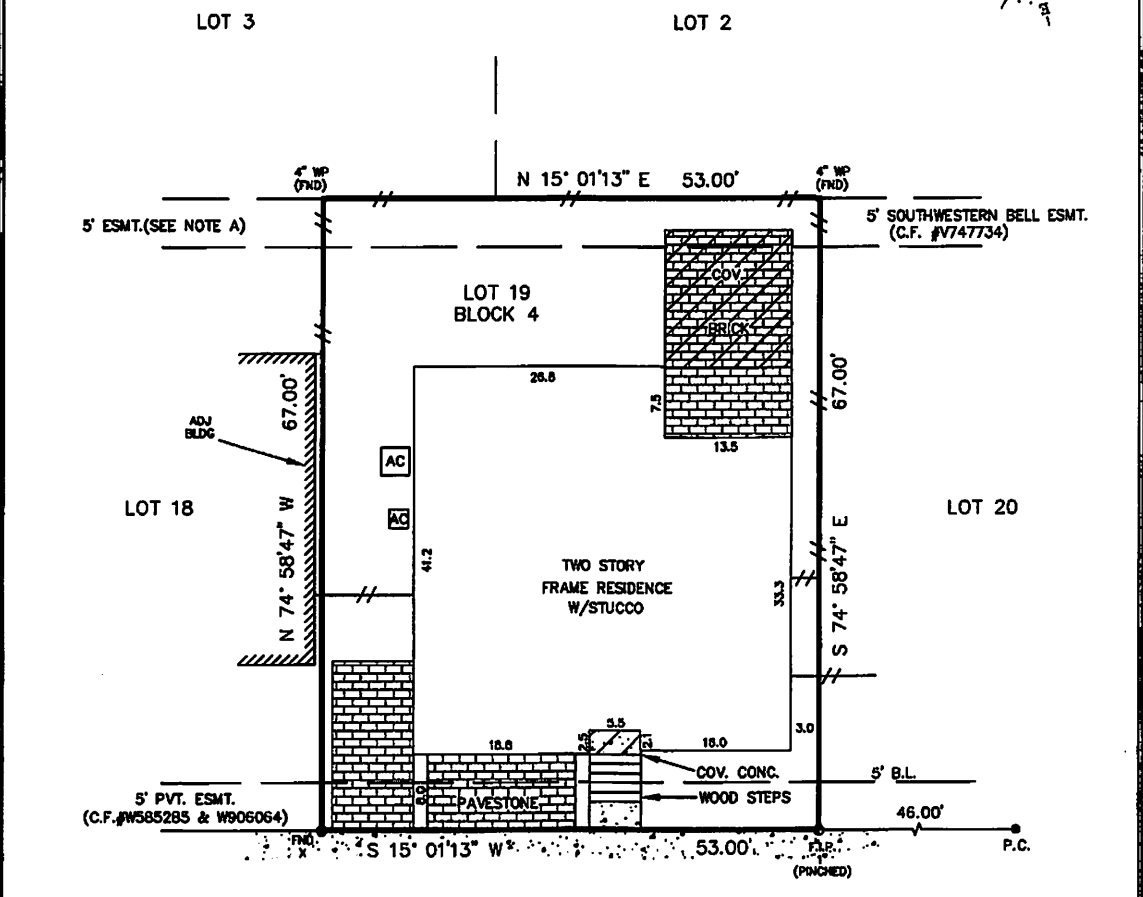 LOT 3
LOT 2
4" WP
(FND)
N 15° 01'13" E 53.00'
4" WP
(FND)
5' ESMT.(SEE NOTE A)
5' SOUTHWESTERN BELL ESMT.
(C.F. #V747734)
COV.
BRICK
LOT 19
BLOCK 4
26.8
7.5
13.5
67.00'
N 74° 58'47" W
ADJ
BLDG
AC
AC
LOT 18
LOT 20
67.00'
S 74° 58'47" E
41.2
33.3
TWO STORY
FRAME RESIDENCE
W/STUCCO
5.5
2.5
2.1
18.8
16.0
3.0
COV. CONC.
5' B.L.
WOOD STEPS
PAVESTONE
5' PVT. ESMT.
(C.F.#W585285 & W906064)
46.00'
P.C.
FND
X
S 15° 01'13" W
53.00'
F.I.P.
1"
(PINCHED)